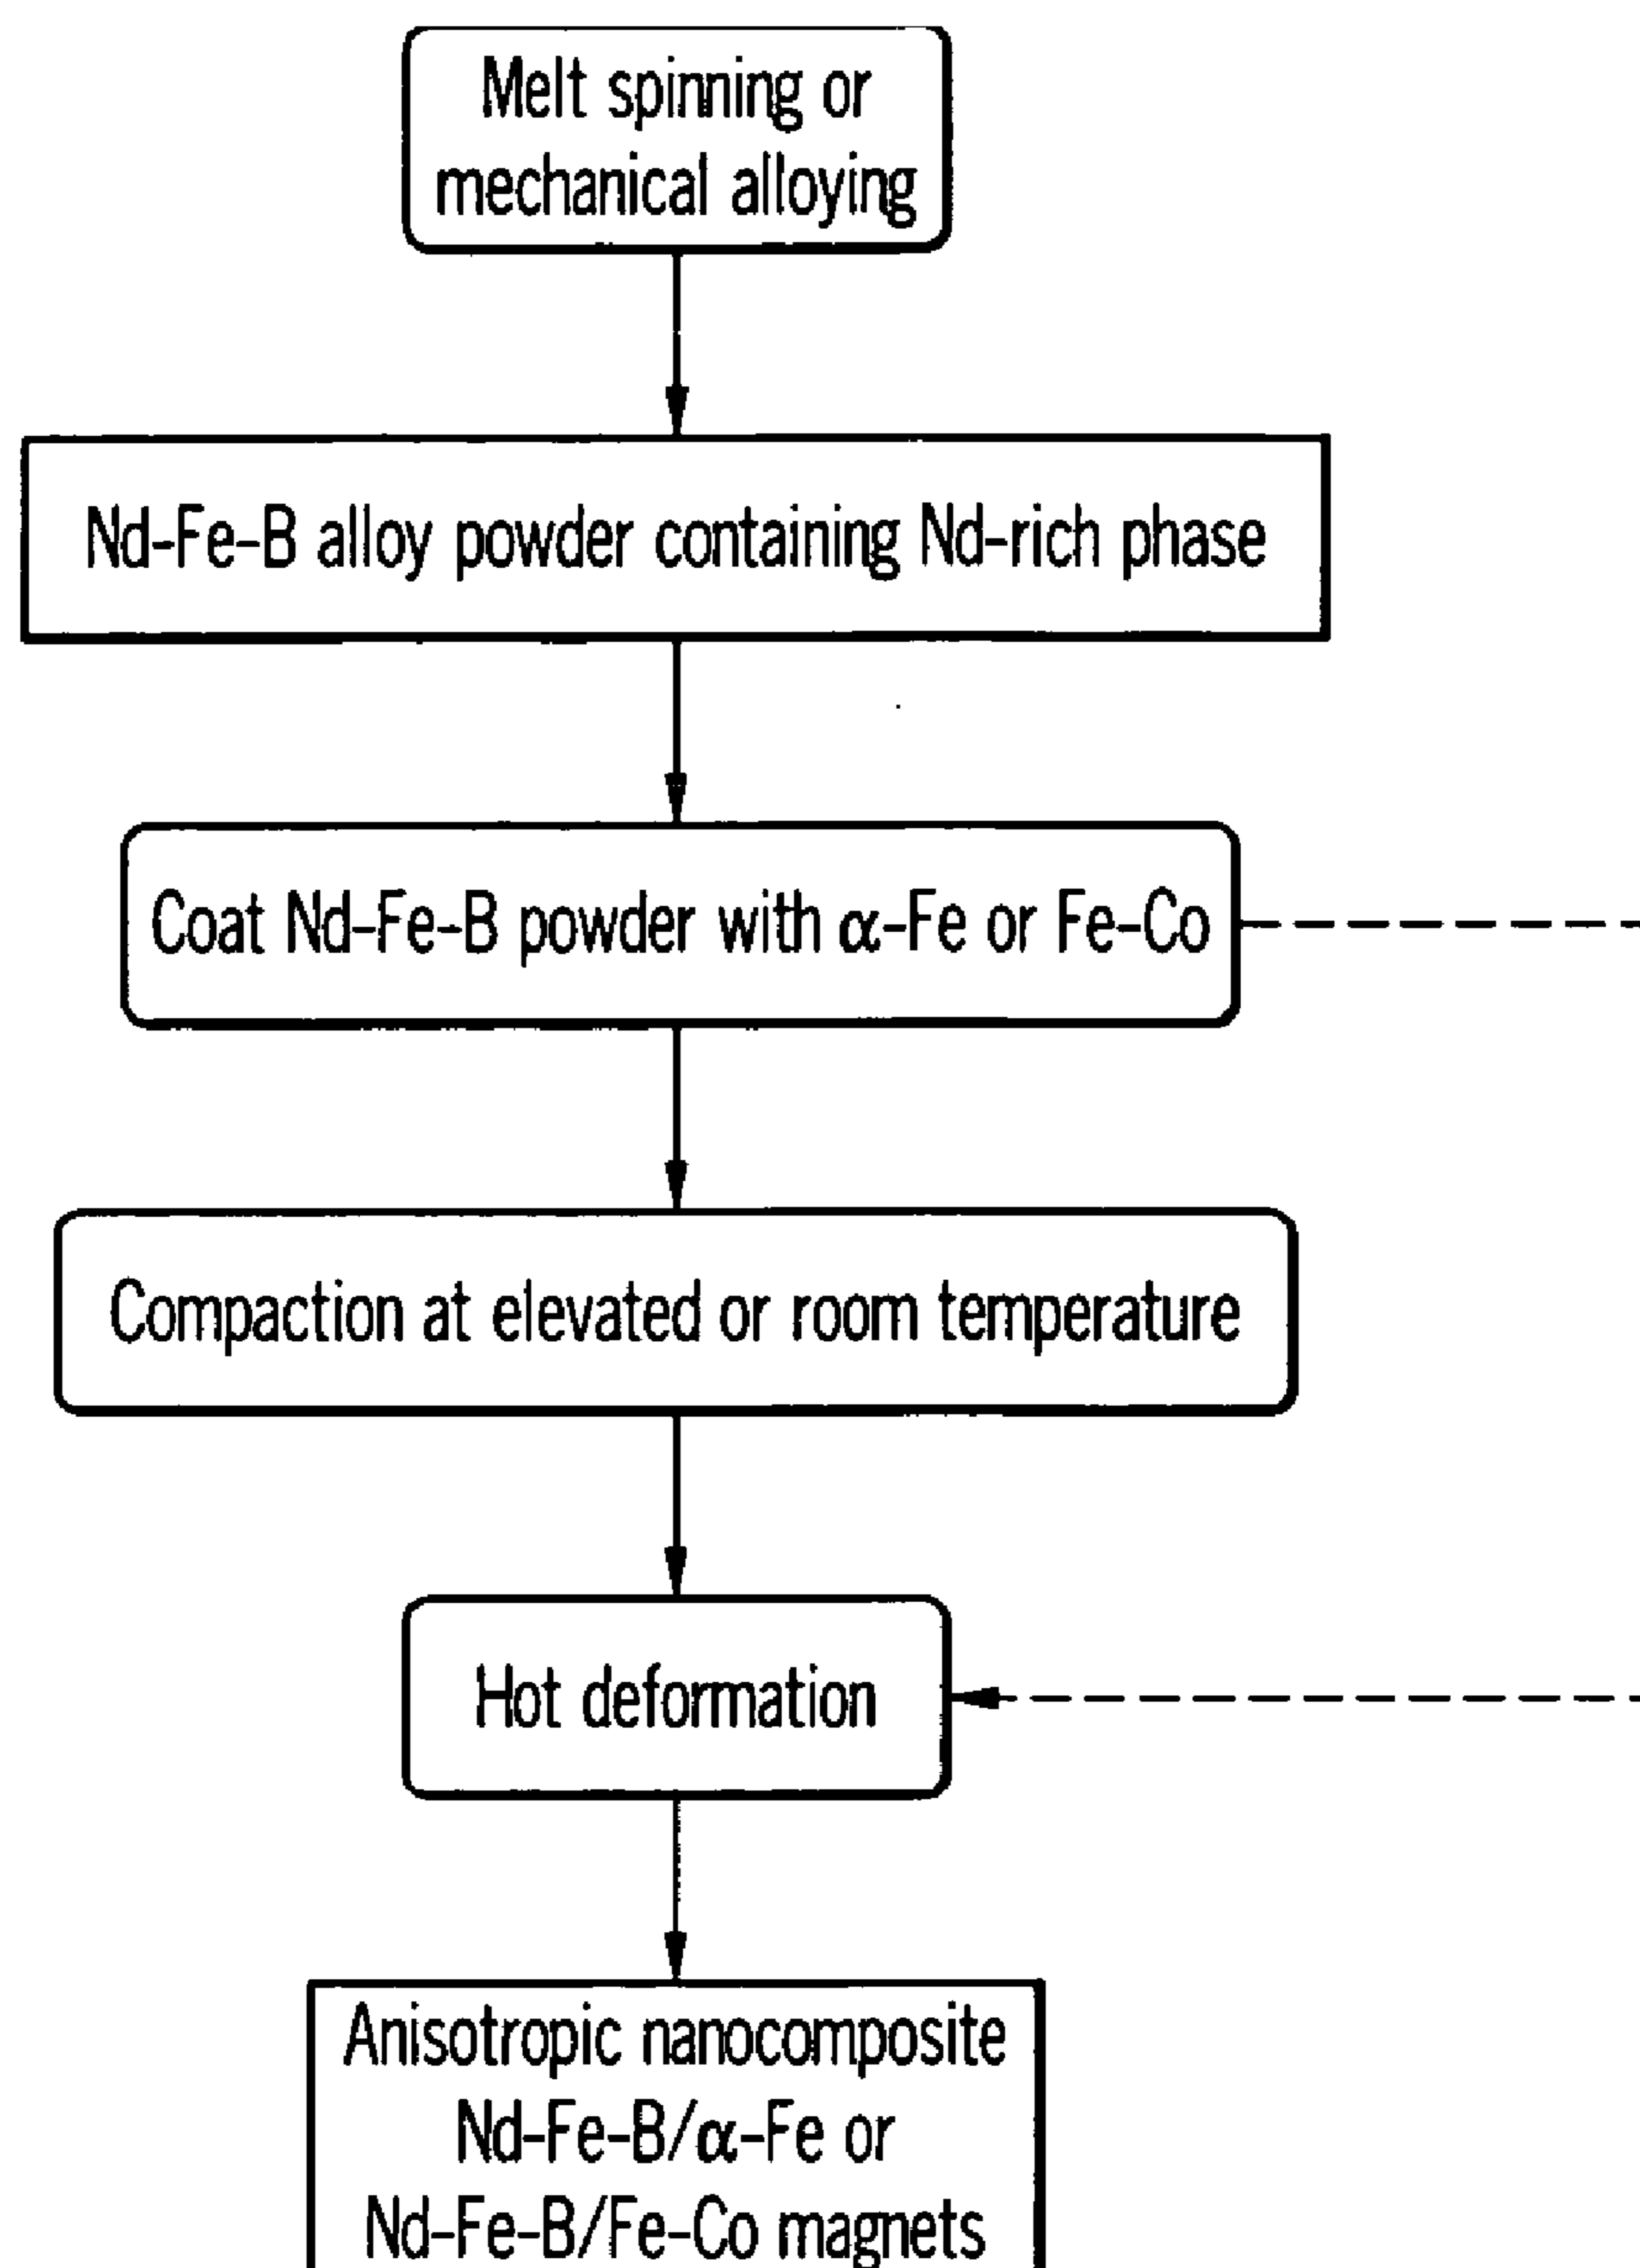 Melt spinning or
mechanical alloying
Nd-Fe-B alloy powder containing Nd-rich phase
Coat Nd-Fe-B powder with α-Fe or Fe-Co
Compaction at elevated or room temperature
Hot deformation
Anisotropic nanocomposite
Nd-Fe-B/α-Fe or
Nd-Fe-B/Fe-Co magnets